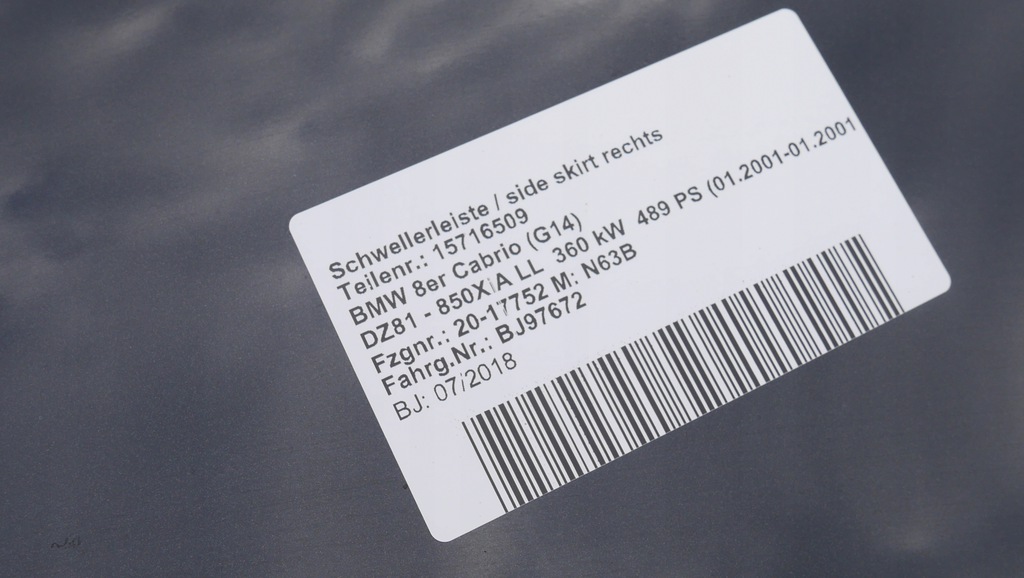 Schwellerleiste / side skirt rechts
Teilenr.: 15716509
BMW 8er Cabrio (G14)
DZ81 - 850X A LL 360 kW 489 PS (01.2001-01.2001
Fzgnr.: 20-17752 M: N63B
Fahrg.Nr.: BJ97672
BJ: 07/2018